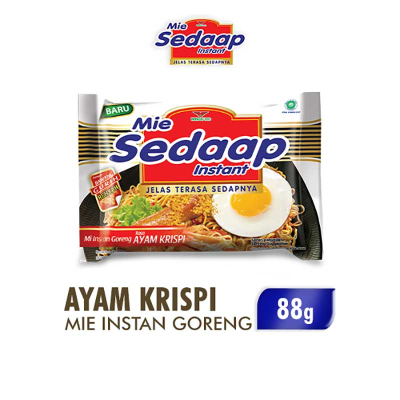 Mie
Sedaap
Instant
JELAS TERASA SEDAPNYA
BARU
Mie
Sedaap
Instant
JELAS TERASA SEDAPNYA
Mi Instan Goreng Rasa AYAM KRISPI
AYAM KRISPI
MIE INSTAN GORENG
88g